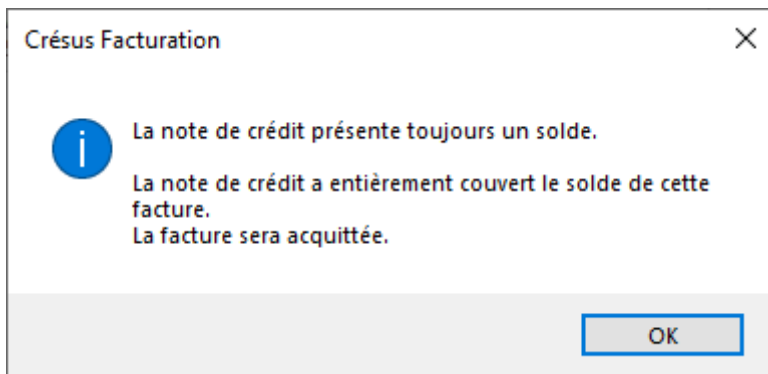 Crésus Facturation
La note de crédit présente toujours un solde.
La note de crédit a entièrement couvert le solde de cette
facture.
La facture sera acquittée.
OK